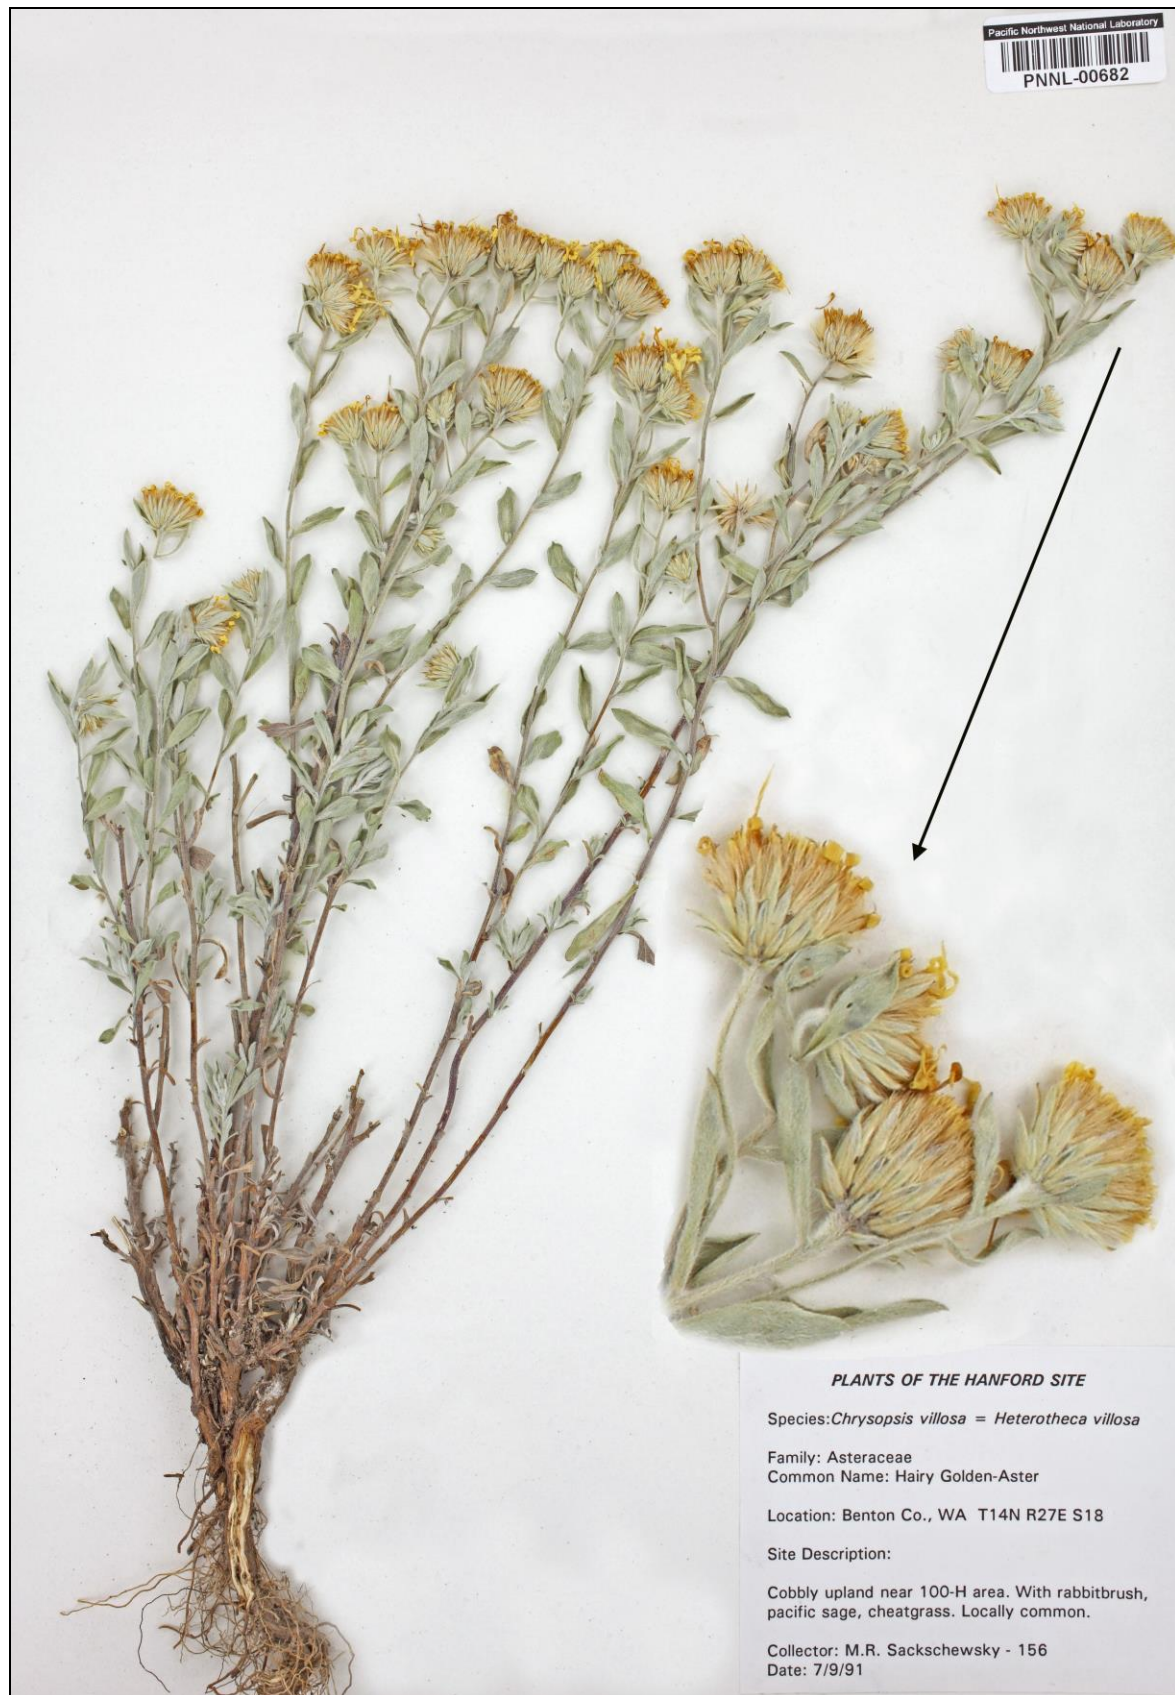 Pacific Northwest National Laboratory
PNNL-00682
PLANTS OF THE HANFORD SITE
Species:Chrysopsis villosa = Heterotheca villosa
Family: Asteraceae
Common Name: Hairy Golden-Aster
Location: Benton Co., WA T14N R27E S18
Site Description:
Cobbly upland near 100-H area. With rabbitbrush,
pacific sage, cheatgrass. Locally common.
Collector: M.R. Sackschewsky - 156
Date: 7/9/91